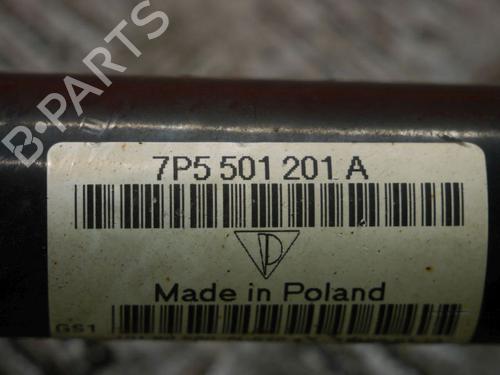 B-PARTS
7P5 501 201 A
Made in Poland
GS1